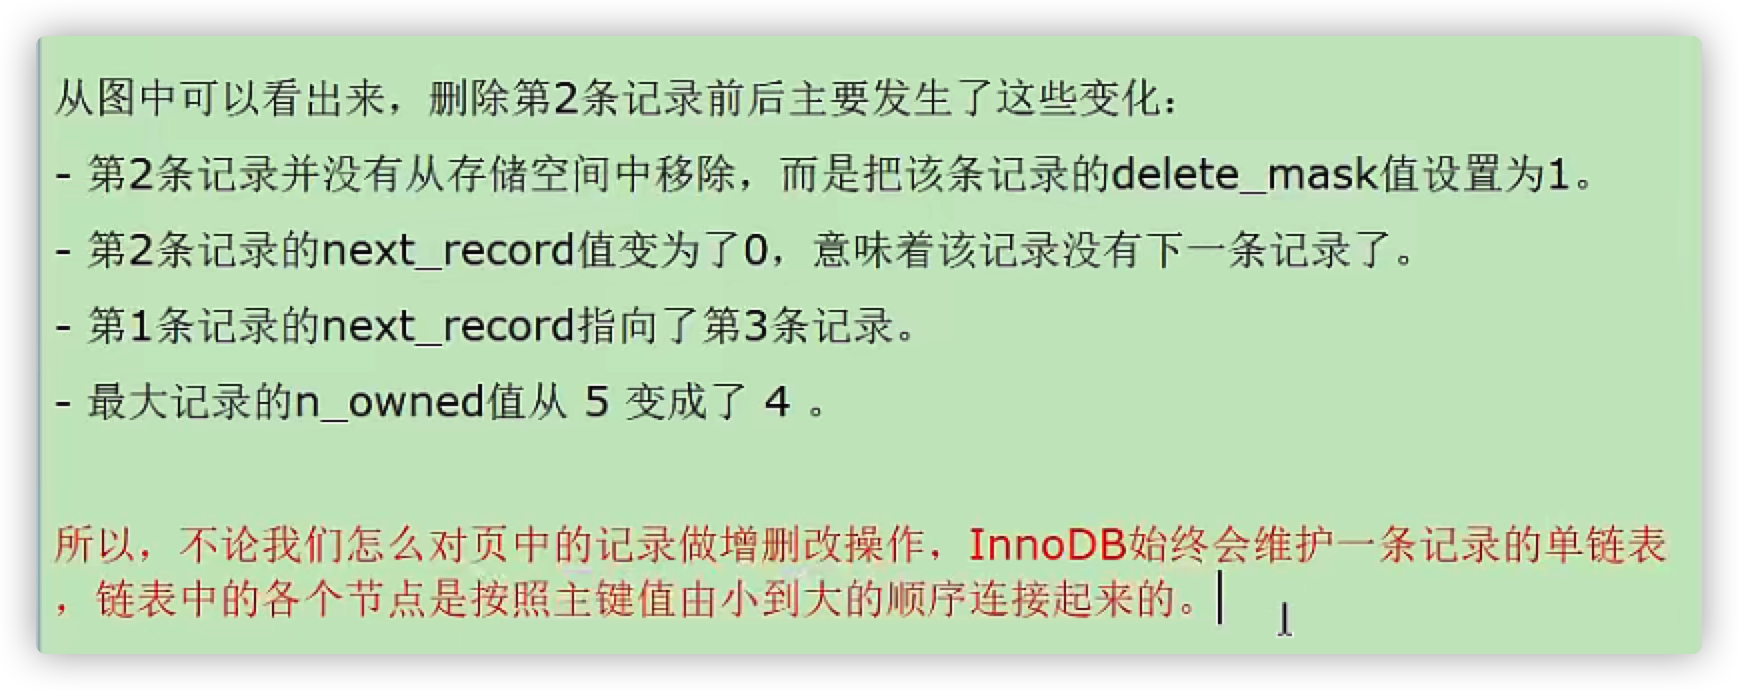 从图中可以看出来，删除第2条记录前后主要发生了这些变化：
- 第2条记录并没有从存储空间中移除，而是把该条记录的delete_mask值设置为1。
- 第2条记录的next_record值变为了0，意味着该记录没有下一条记录了。
- 第1条记录的next_record指向了第3条记录。
- 最大记录的n_owned值从 5 变成了 4 。
所以，不论我们怎么对页中的记录做增删改操作，InnoDB始终会维护一条记录的单链表
，链表中的各个节点是按照主键值由小到大的顺序连接起来的。